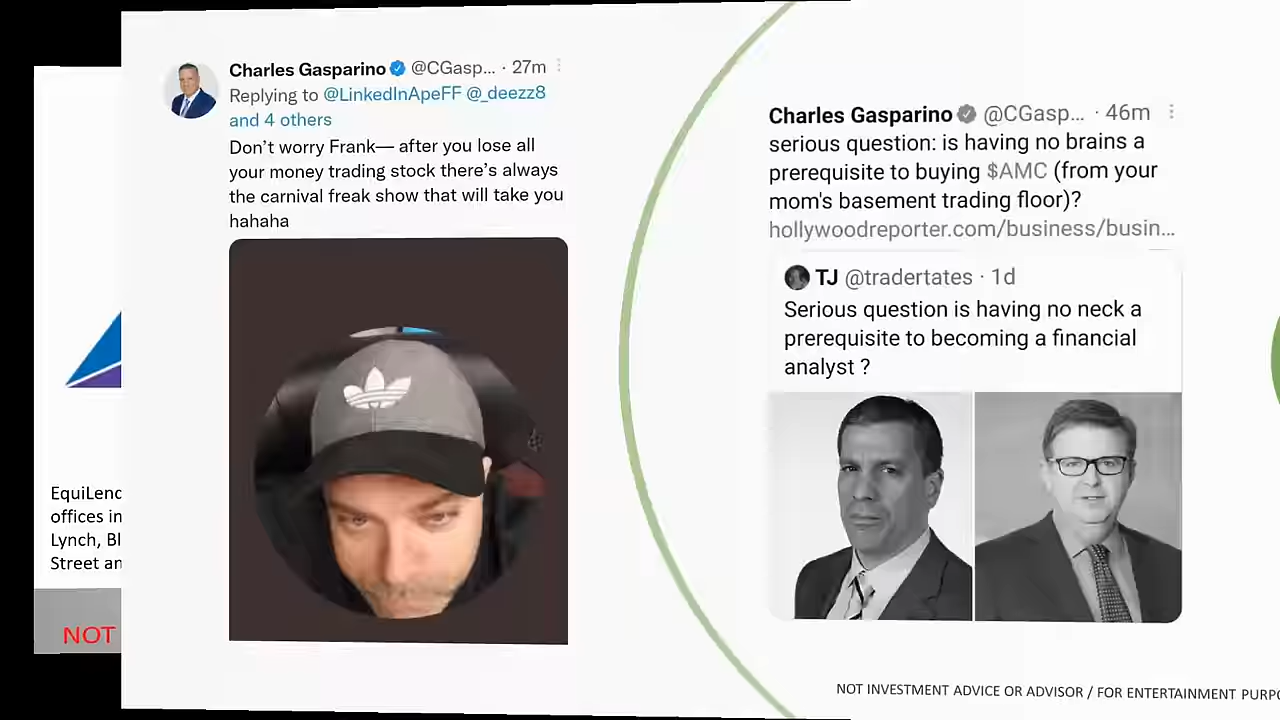 Charles Gasparino @CGasp... · 27m
Replying to @LinkedInApeFF @_deezz8
and 4 others
Don't worry Frank— after you lose all
your money trading stock there's always
the carnival freak show that will take you
hahaha
Charles Gasparino @CGasp... · 46m
serious question: is having no brains a
prerequisite to buying $AMC (from your
mom's basement trading floor)?
hollywoodreporter.com/business/busin...
TJ @tradertates · 1d
Serious question is having no neck a
prerequisite to becoming a financial
analyst ?
EquiLenc
offices in
Lynch, Bl
Street an
NOT
NOT INVESTMENT ADVICE OR ADVISOR / FOR ENTERTAINMENT PURPO